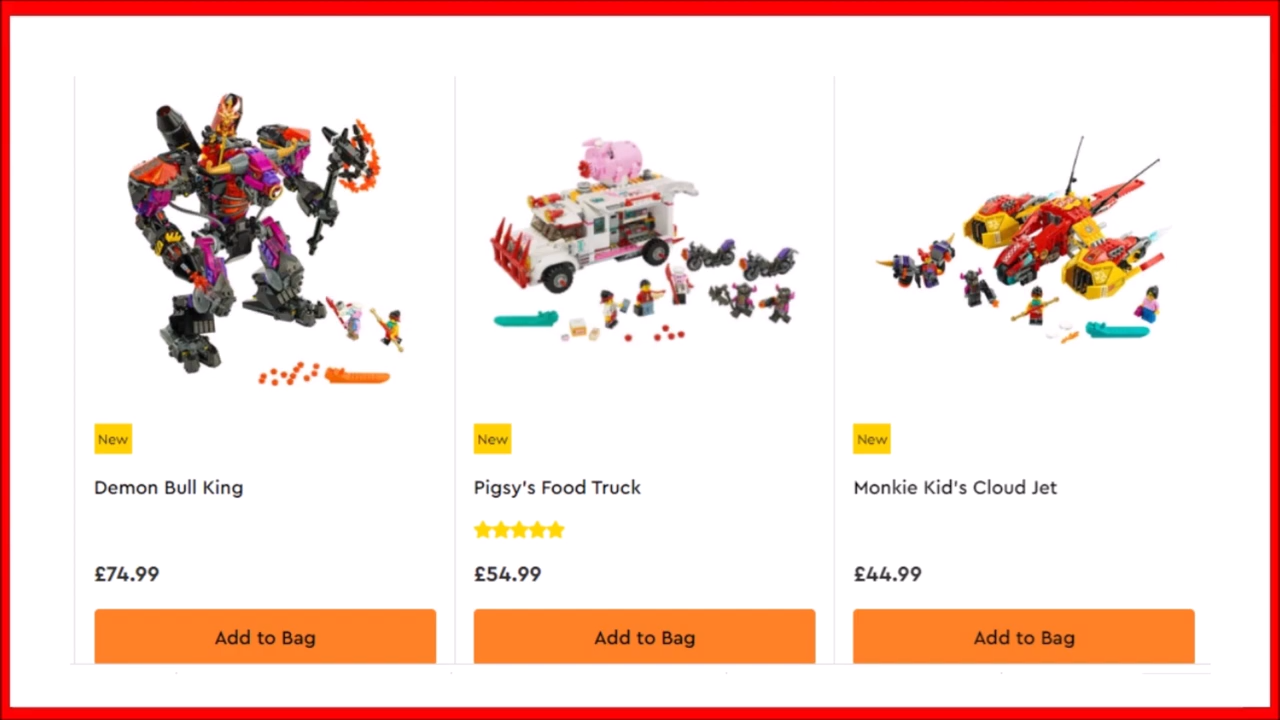 New
Demon Bull King
£74.99
Add to Bag
New
Pigsy's Food Truck
£54.99
Add to Bag
New
Monkie Kid's Cloud Jet
£44.99
Add to Bag